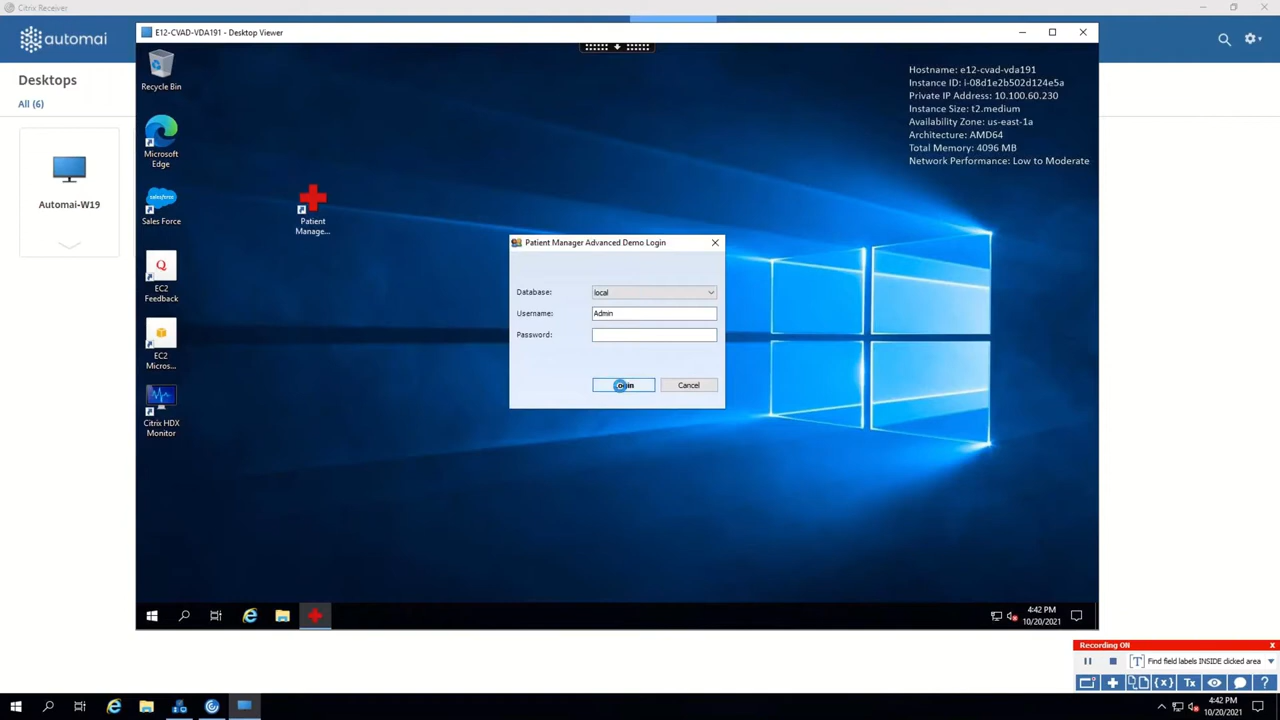 Citrix Receiver
automai
Desktops
All (6)
Automai-W19
E12-CVAD-VDA191 - Desktop Viewer
Hostname: e12-cvad-vda191
Instance ID: i-08d1e2b502d124e5a
Private IP Address: 10.100.60.230
Instance Size: t2.medium
Availability Zone: us-east-1a
Architecture: AMD64
Total Memory: 4096 MB
Network Performance: Low to Moderate
Recycle Bin
Microsoft
Edge
salesforce
Sales Force
Q
EC2
Feedback
EC2
Micros...
Citrix HDX
Monitor
Patient
Manage...
Patient Manager Advanced Demo Login
Database:
local
Username:
Admin
Password:
Login
Cancel
4:42 PM
10/20/2021
Recording ON
x
T
Find field labels INSIDE clicked area
{x}
Tx
?
4:42 PM
10/20/2021